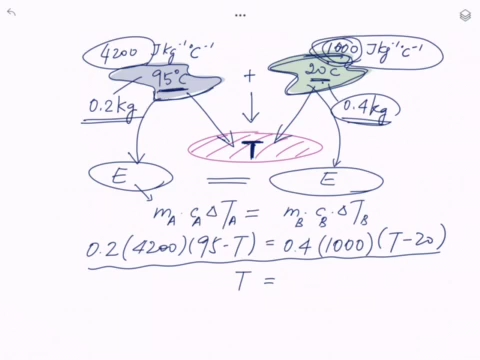 4200 Jkg⁻¹°C⁻¹ 1000 Jkg⁻¹°C⁻¹
95°C + 20°C
0.2kg 0.4kg
T
E = E
m_A · c_A ΔT_A = m_B · c_B · ΔT_B
0.2(4200)(95-T) = 0.4(1000)(T-20)
T =